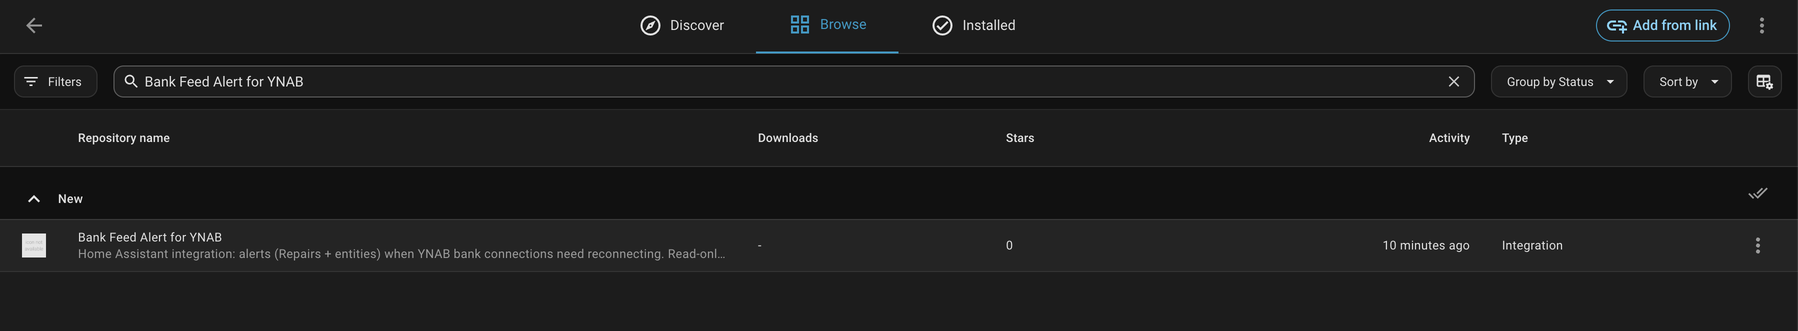 Discover
Browse
Installed
Add from link
Filters
Bank Feed Alert for YNAB
Group by Status
Sort by
Repository name
Downloads
Stars
Activity
Type
New
Bank Feed Alert for YNAB
Home Assistant integration: alerts (Repairs + entities) when YNAB bank connections need reconnecting. Read-onl...
-
0
10 minutes ago
Integration